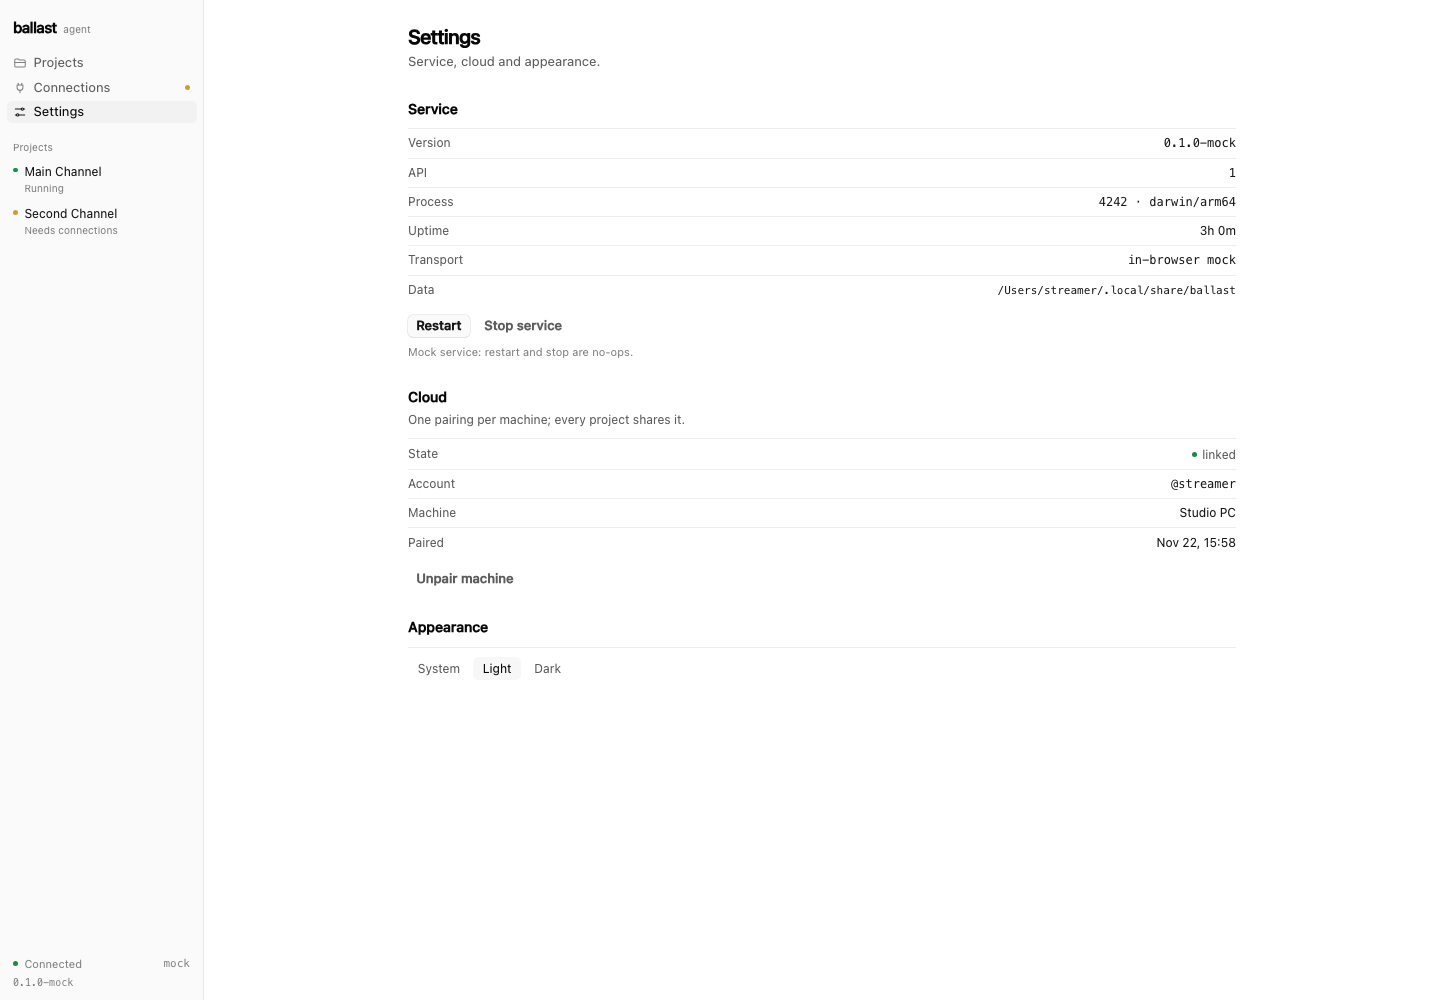 ballast agent
Projects
Connections
Settings
Projects
Main Channel
Running
Second Channel
Needs connections
Connected mock
0.1.0-mock
Settings
Service, cloud and appearance.
Service
Version 0.1.0-mock
API 1
Process 4242 · darwin/arm64
Uptime 3h 0m
Transport in-browser mock
Data /Users/streamer/.local/share/ballast
Restart Stop service
Mock service: restart and stop are no-ops.
Cloud
One pairing per machine; every project shares it.
State linked
Account @streamer
Machine Studio PC
Paired Nov 22, 15:58
Unpair machine
Appearance
System Light Dark